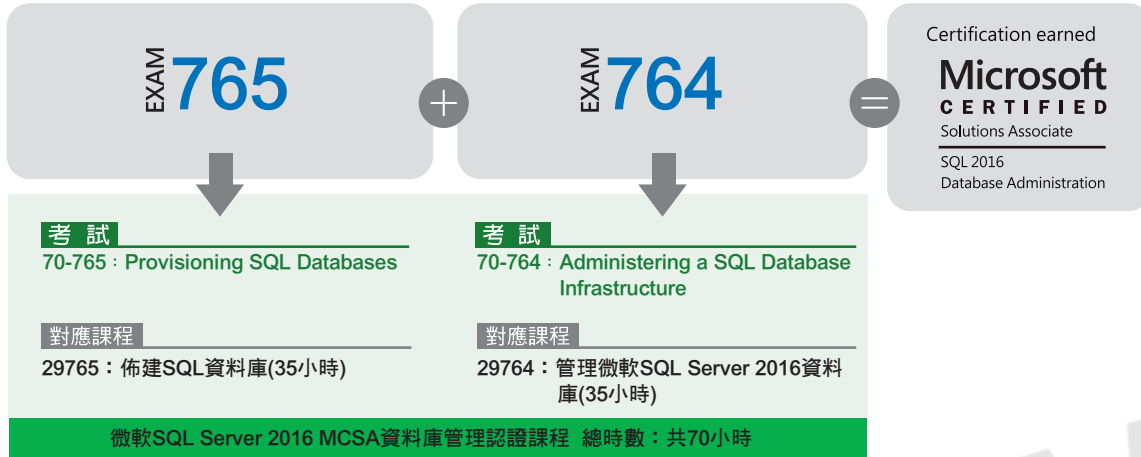 EXAM 765
+
EXAM 764
=
Certification earned
Microsoft
CERTIFIED
Solutions Associate
SQL 2016
Database Administration
考 試
70-765：Provisioning SQL Databases
對應課程
29765：佈建SQL資料庫(35小時)
考 試
70-764：Administering a SQL Database
Infrastructure
對應課程
29764：管理微軟SQL Server 2016資料
庫(35小時)
微軟SQL Server 2016 MCSA資料庫管理認證課程 總時數：共70小時